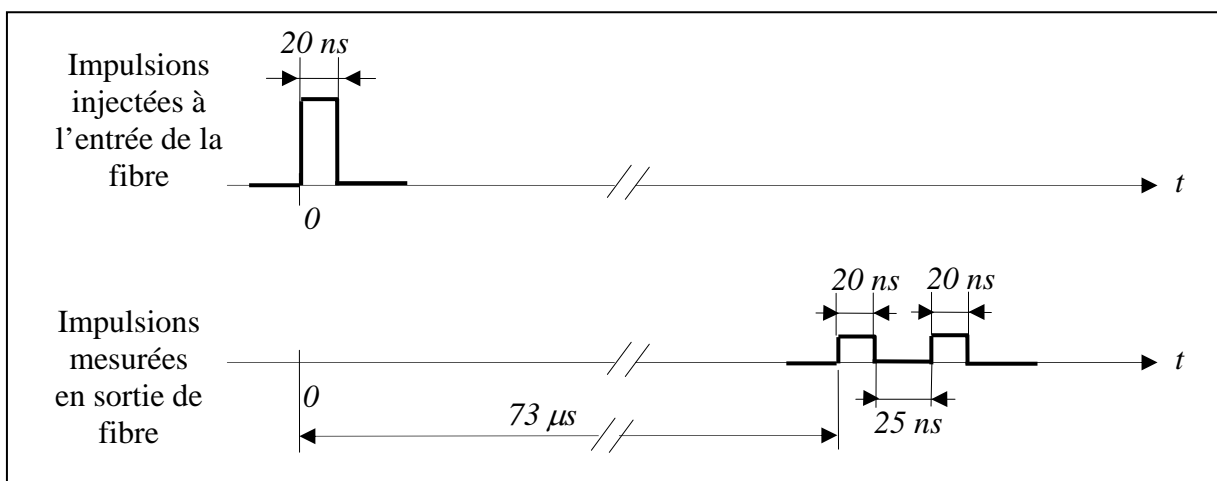 20 ns
Impulsions
injectées à
l'entrée de la
fibre
t
0
20 ns 20 ns
Impulsions
mesurées
en sortie de
fibre
t
0
73 μs
25 ns